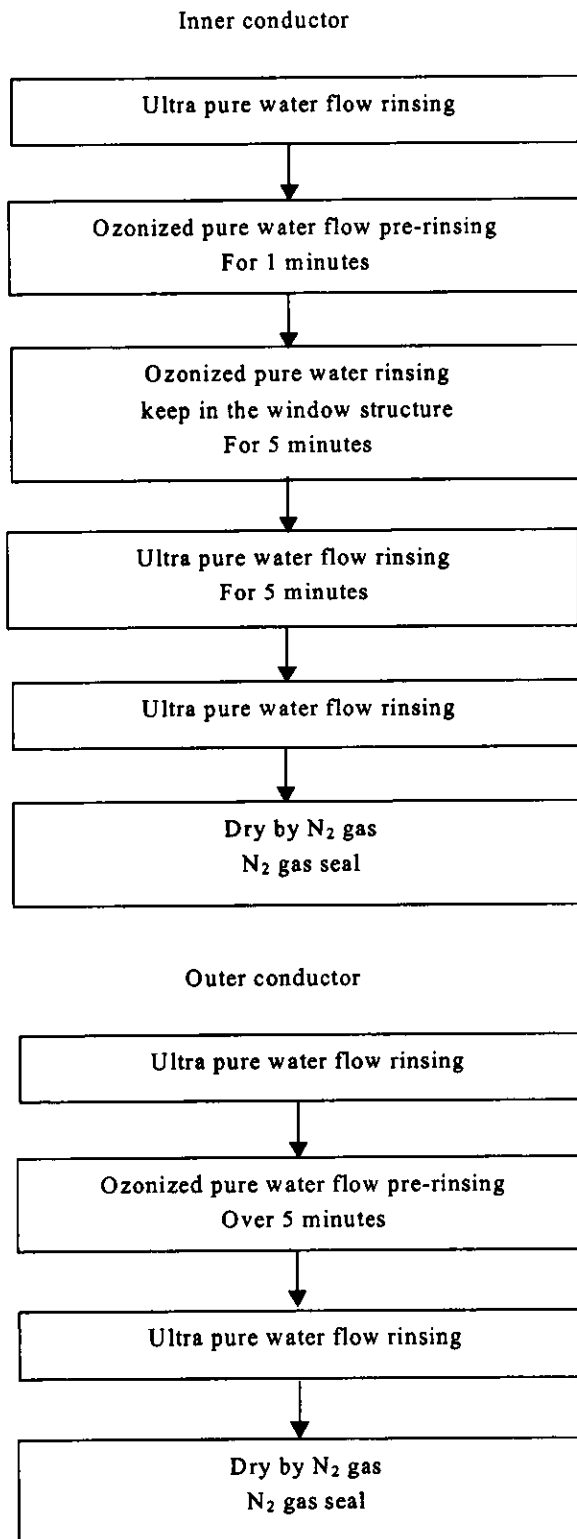 Inner conductor
Ultra pure water flow rinsing
Ozonized pure water flow pre-rinsing
For 1 minutes
Ozonized pure water rinsing
keep in the window structure
For 5 minutes
Ultra pure water flow rinsing
For 5 minutes
Ultra pure water flow rinsing
Dry by N₂ gas
N₂ gas seal
Outer conductor
Ultra pure water flow rinsing
Ozonized pure water flow pre-rinsing
Over 5 minutes
Ultra pure water flow rinsing
Dry by N₂ gas
N₂ gas seal